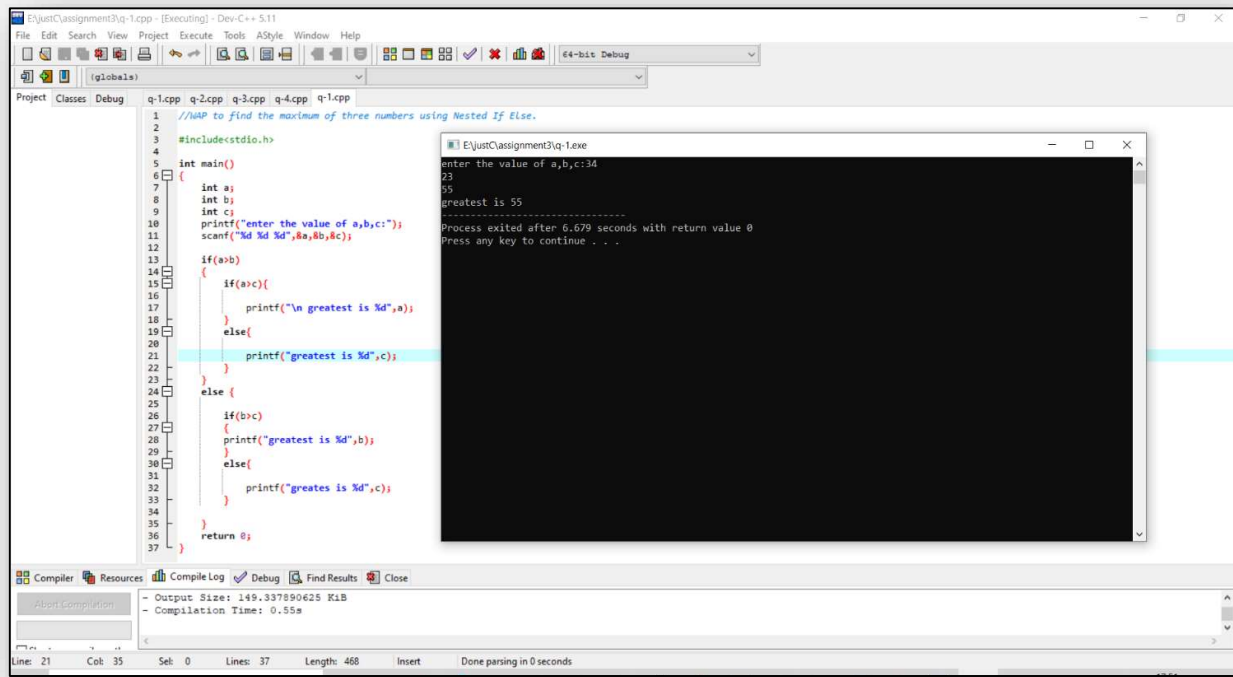 E:\justC\assignment3\q-1.cpp - [Executing] - Dev-C++ 5.11
File Edit Search View Project Execute Tools AStyle Window Help
64-bit Debug
(globals)
Project Classes Debug q-1.cpp q-2.cpp q-3.cpp q-4.cpp q-1.cpp
1 //WAP to find the maximum of three numbers using Nested If Else.
2
3 #include<stdio.h>
4
5 int main()
6 {
7 int a;
8 int b;
9 int c;
10 printf("enter the value of a,b,c:");
11 scanf("%d %d %d",&a,&b,&c);
12
13 if(a>b)
14 {
15 if(a>c){
16
17 printf("\n greatest is %d",a);
18 }
19 else{
20
21 printf("greatest is %d",c);
22 }
23 }
24 else {
25
26 if(b>c)
27 {
28 printf("greatest is %d",b);
29 }
30 else{
31
32 printf("greates is %d",c);
33 }
34
35 }
36 return 0;
37 }
E:\justC\assignment3\q-1.exe
enter the value of a,b,c:34
23
55
greatest is 55
--------------------------------
Process exited after 6.679 seconds with return value 0
Press any key to continue . . .
Compiler Resources Compile Log Debug Find Results Close
Abort Compilation
- Output Size: 149.337890625 KiB
- Compilation Time: 0.55s
Line: 21 Col: 35 Sel: 0 Lines: 37 Length: 468 Insert Done parsing in 0 seconds